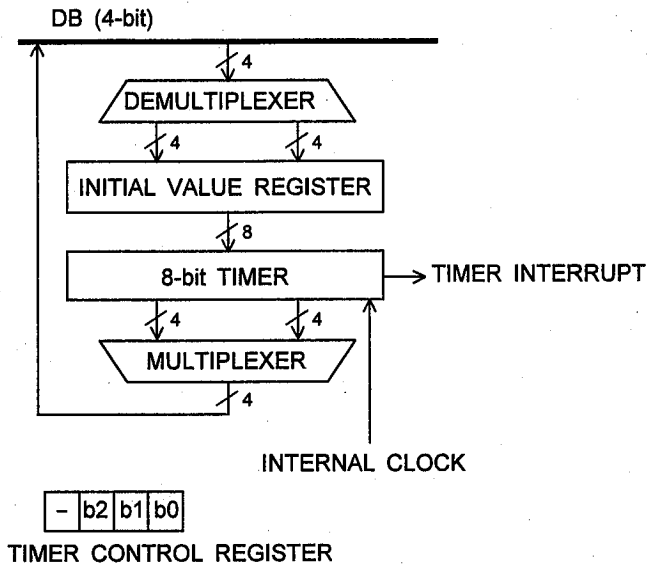 DB (4-bit)
4
DEMULTIPLEXER
4 4
INITIAL VALUE REGISTER
8
8-bit TIMER
TIMER INTERRUPT
4 4
MULTIPLEXER
4
INTERNAL CLOCK
– b2 b1 b0
TIMER CONTROL REGISTER